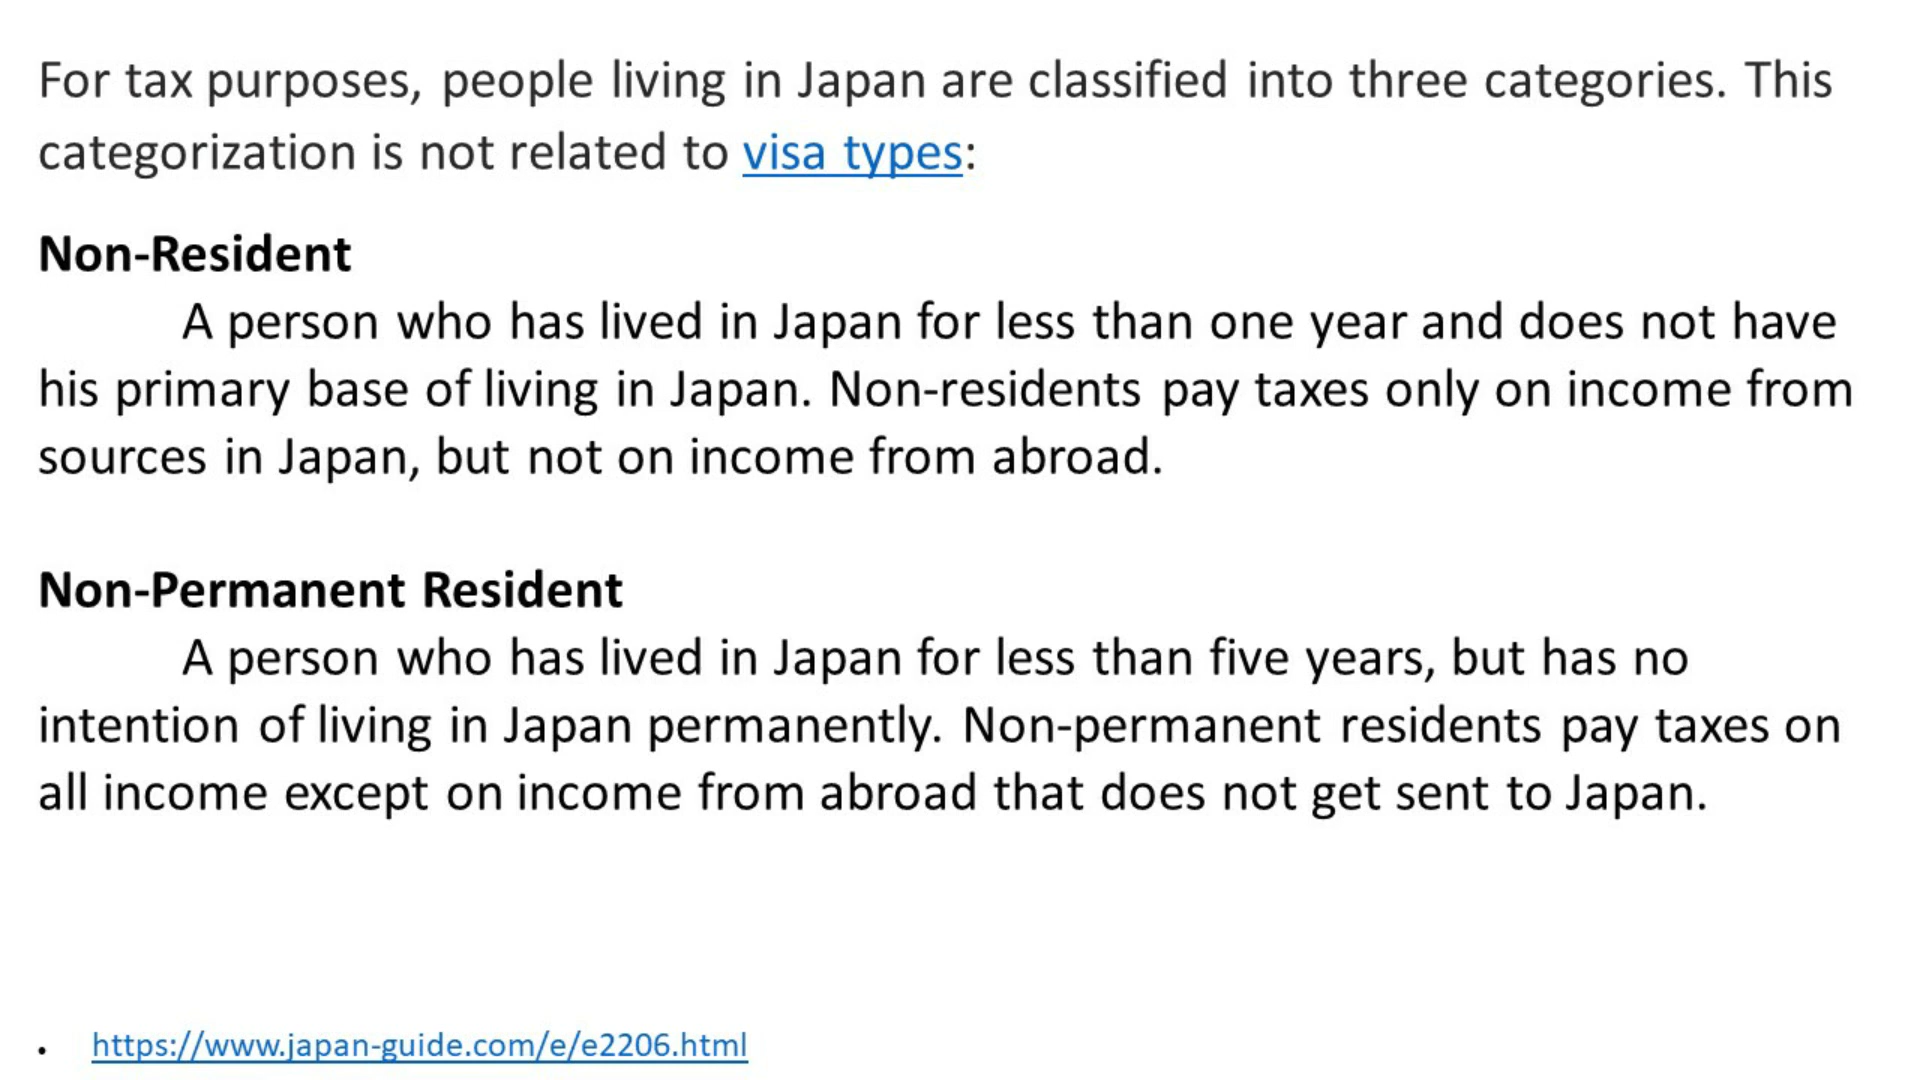 For tax purposes, people living in Japan are classified into three categories. This
categorization is not related to visa types:
Non-Resident
A person who has lived in Japan for less than one year and does not have
his primary base of living in Japan. Non-residents pay taxes only on income from
sources in Japan, but not on income from abroad.
Non-Permanent Resident
A person who has lived in Japan for less than five years, but has no
intention of living in Japan permanently. Non-permanent residents pay taxes on
all income except on income from abroad that does not get sent to Japan.
• https://www.japan-guide.com/e/e2206.html